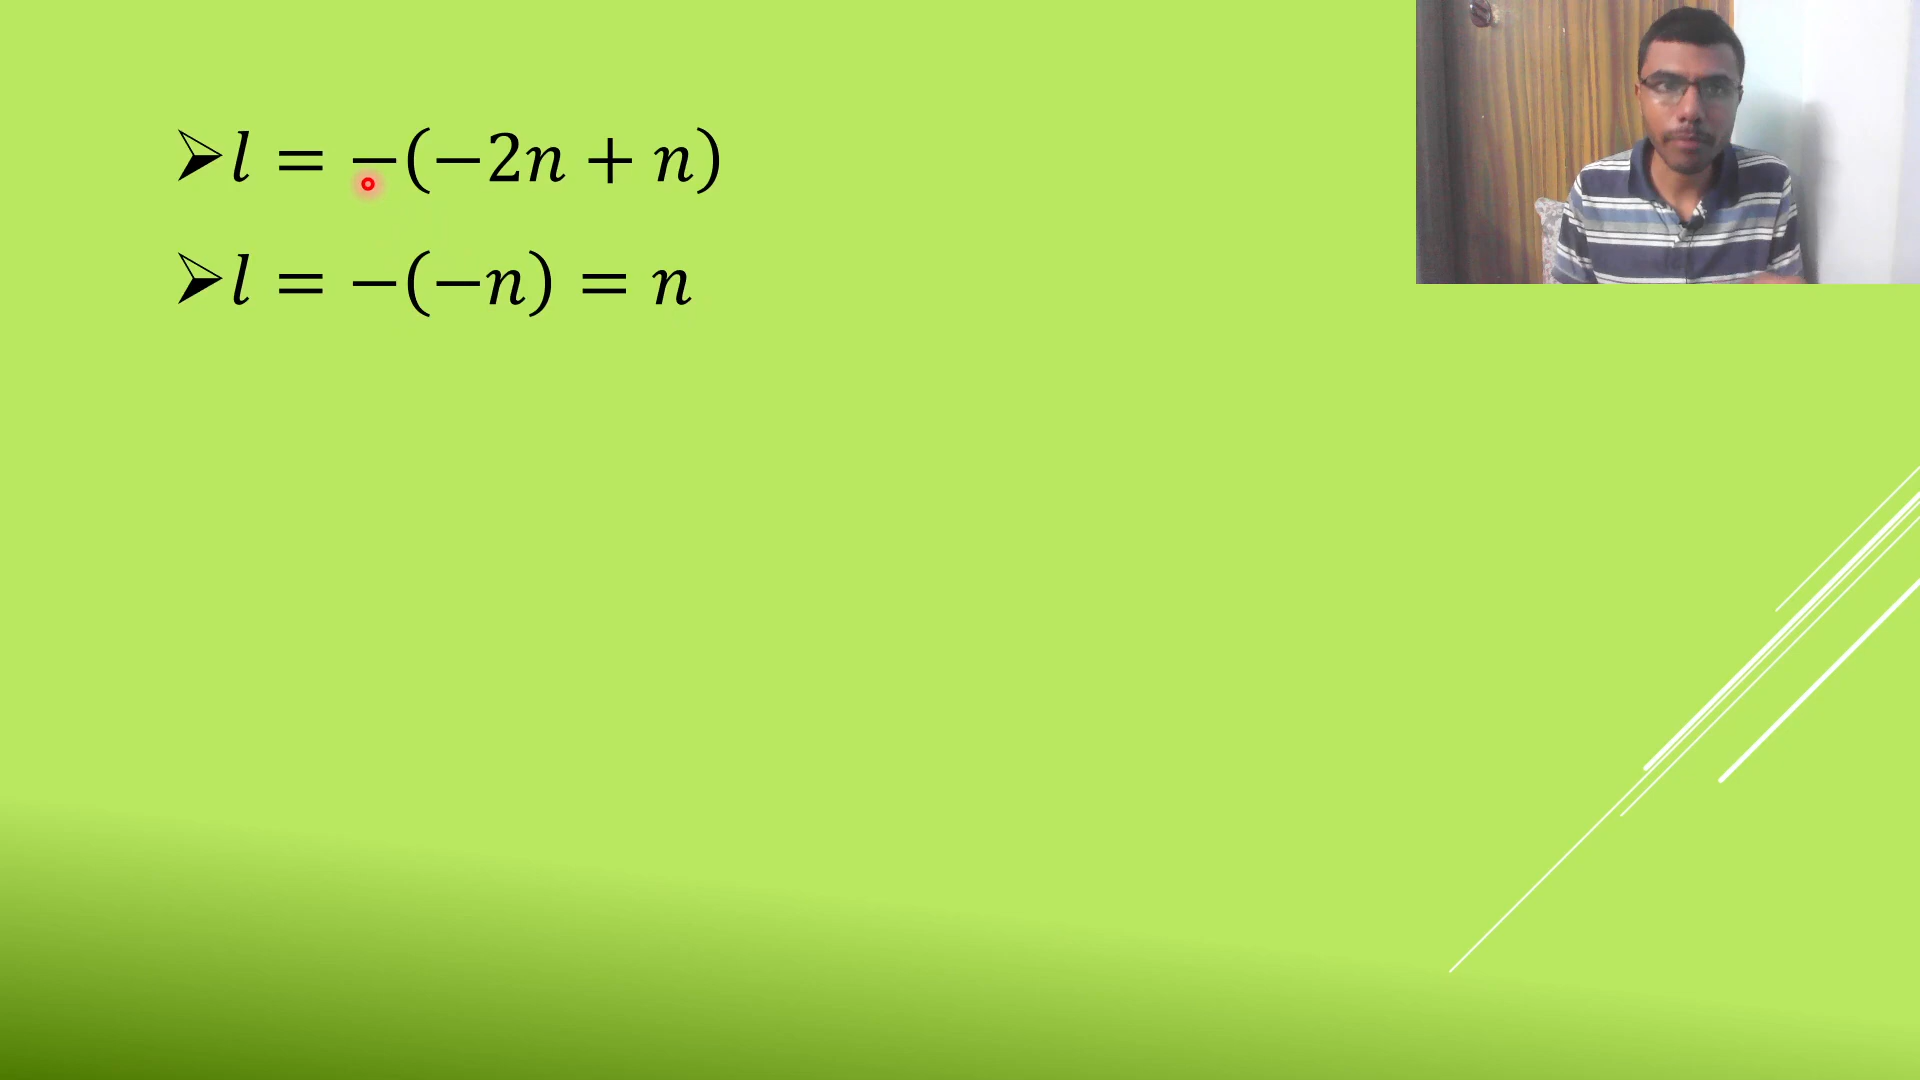 ➢l = −(−2n + n)
➢l = −(−n) = n